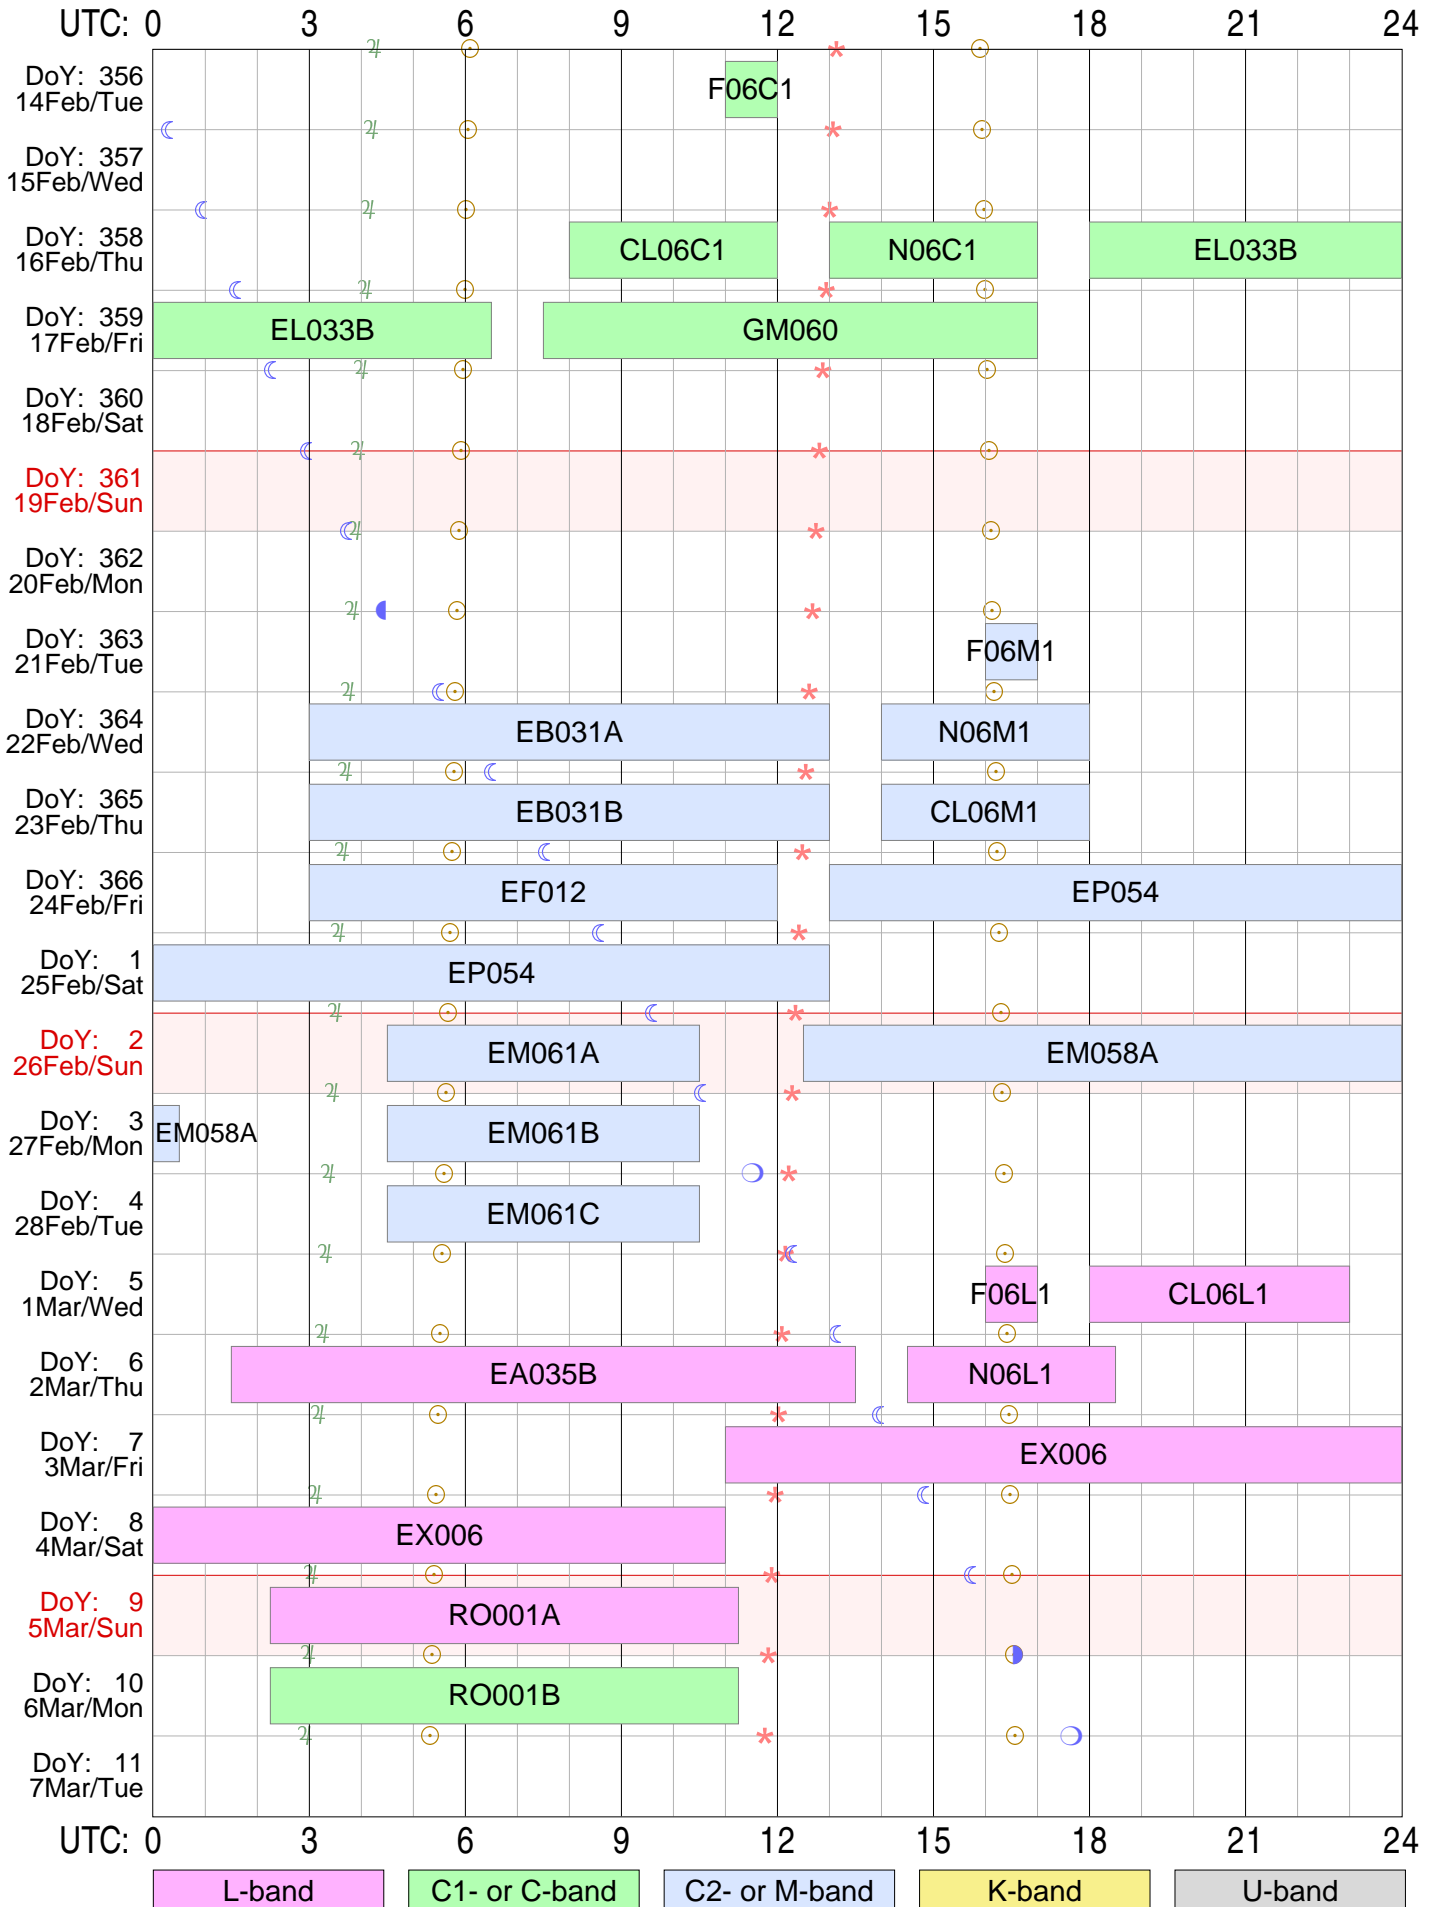 UTC: 0 3 6 9 12 15 18 21 24
DoY: 356
14Feb/Tue
F06C1
DoY: 357
15Feb/Wed
DoY: 358
16Feb/Thu
CL06C1 N06C1 EL033B
DoY: 359
17Feb/Fri
EL033B GM060
DoY: 360
18Feb/Sat
DoY: 361
19Feb/Sun
DoY: 362
20Feb/Mon
DoY: 363
21Feb/Tue
F06M1
DoY: 364
22Feb/Wed
EB031A N06M1
DoY: 365
23Feb/Thu
EB031B CL06M1
DoY: 366
24Feb/Fri
EF012 EP054
DoY: 1
25Feb/Sat
EP054
DoY: 2
26Feb/Sun
EM061A EM058A
DoY: 3
27Feb/Mon
EM058A EM061B
DoY: 4
28Feb/Tue
EM061C
DoY: 5
1Mar/Wed
F06L1 CL06L1
DoY: 6
2Mar/Thu
EA035B N06L1
DoY: 7
3Mar/Fri
EX006
DoY: 8
4Mar/Sat
EX006
DoY: 9
5Mar/Sun
RO001A
DoY: 10
6Mar/Mon
RO001B
DoY: 11
7Mar/Tue
UTC: 0 3 6 9 12 15 18 21 24
L-band C1- or C-band C2- or M-band K-band U-band